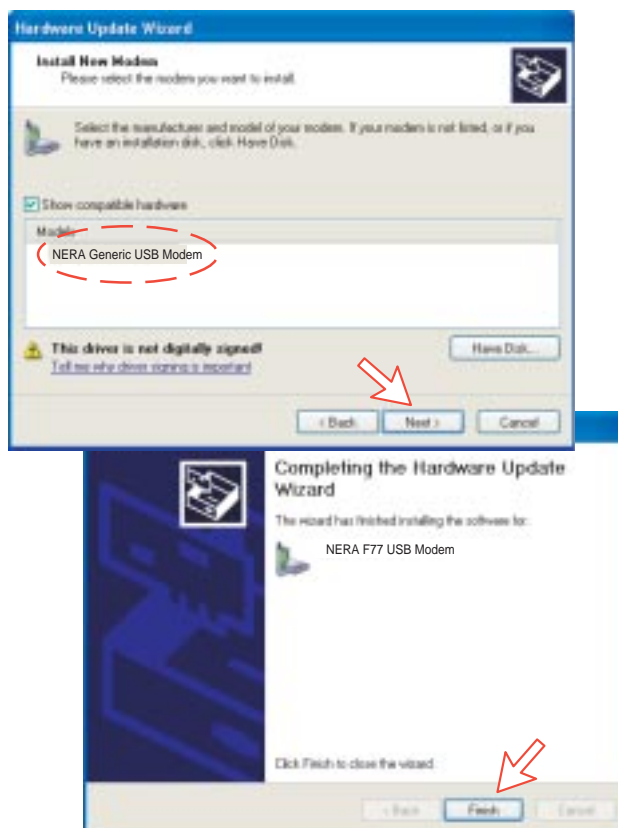 Hardware Update Wizard
Install New Modem
Please select the modem you want to install.
Select the manufacturer and model of your modem. If your modem is not listed, or if you
have an installation disk, click Have Disk.
Show compatible hardware
Models
NERA Generic USB Modem
This driver is not digitally signed!
Tell me why driver signing is important
Have Disk...
< Back
Next >
Cancel
Completing the Hardware Update
Wizard
The wizard has finished installing the software for:
NERA F77 USB Modem
Click Finish to close the wizard.
< Back
Finish
Cancel